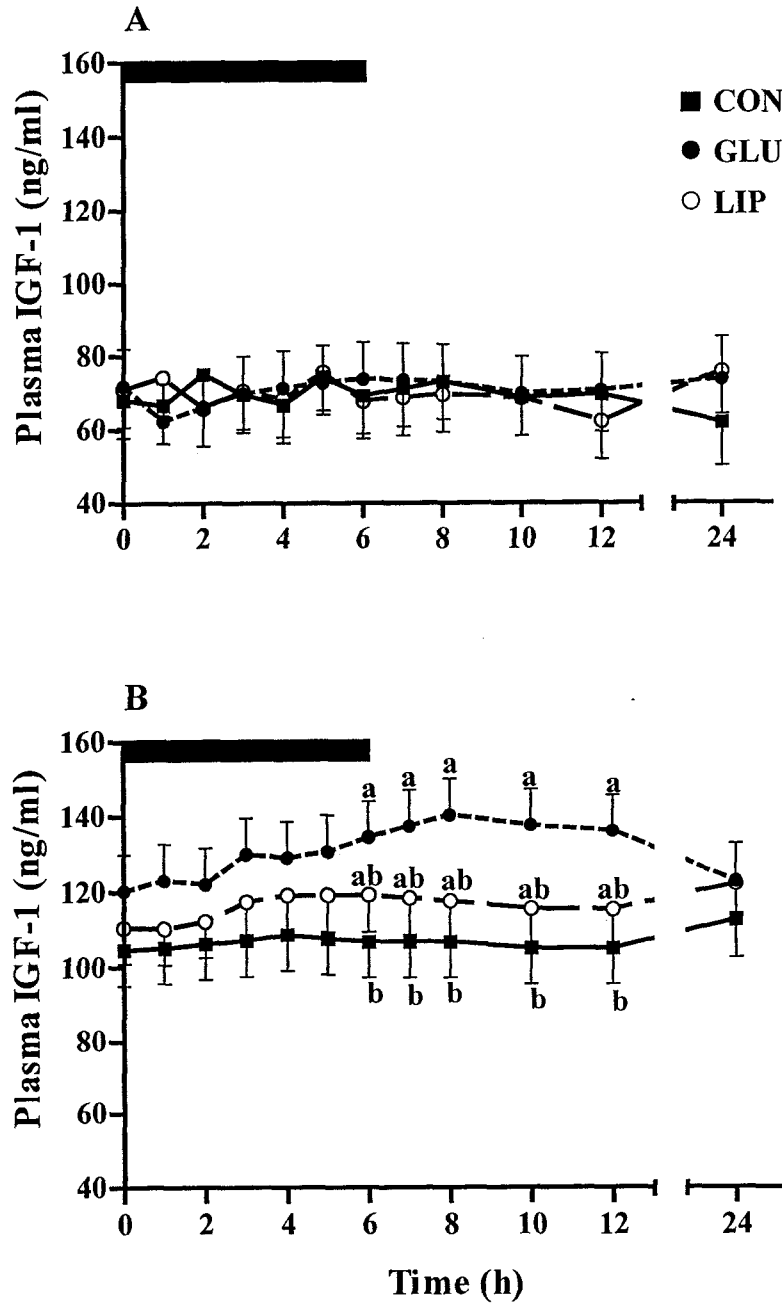 A
Plasma IGF-1 (ng/ml)
160
140
120
100
80
60
40
0 2 4 6 8 10 12 24
CON
GLU
LIP
B
Plasma IGF-1 (ng/ml)
160
140
120
100
80
60
40
a a a a a
ab ab ab ab ab
b b b b b
0 2 4 6 8 10 12 24
Time (h)